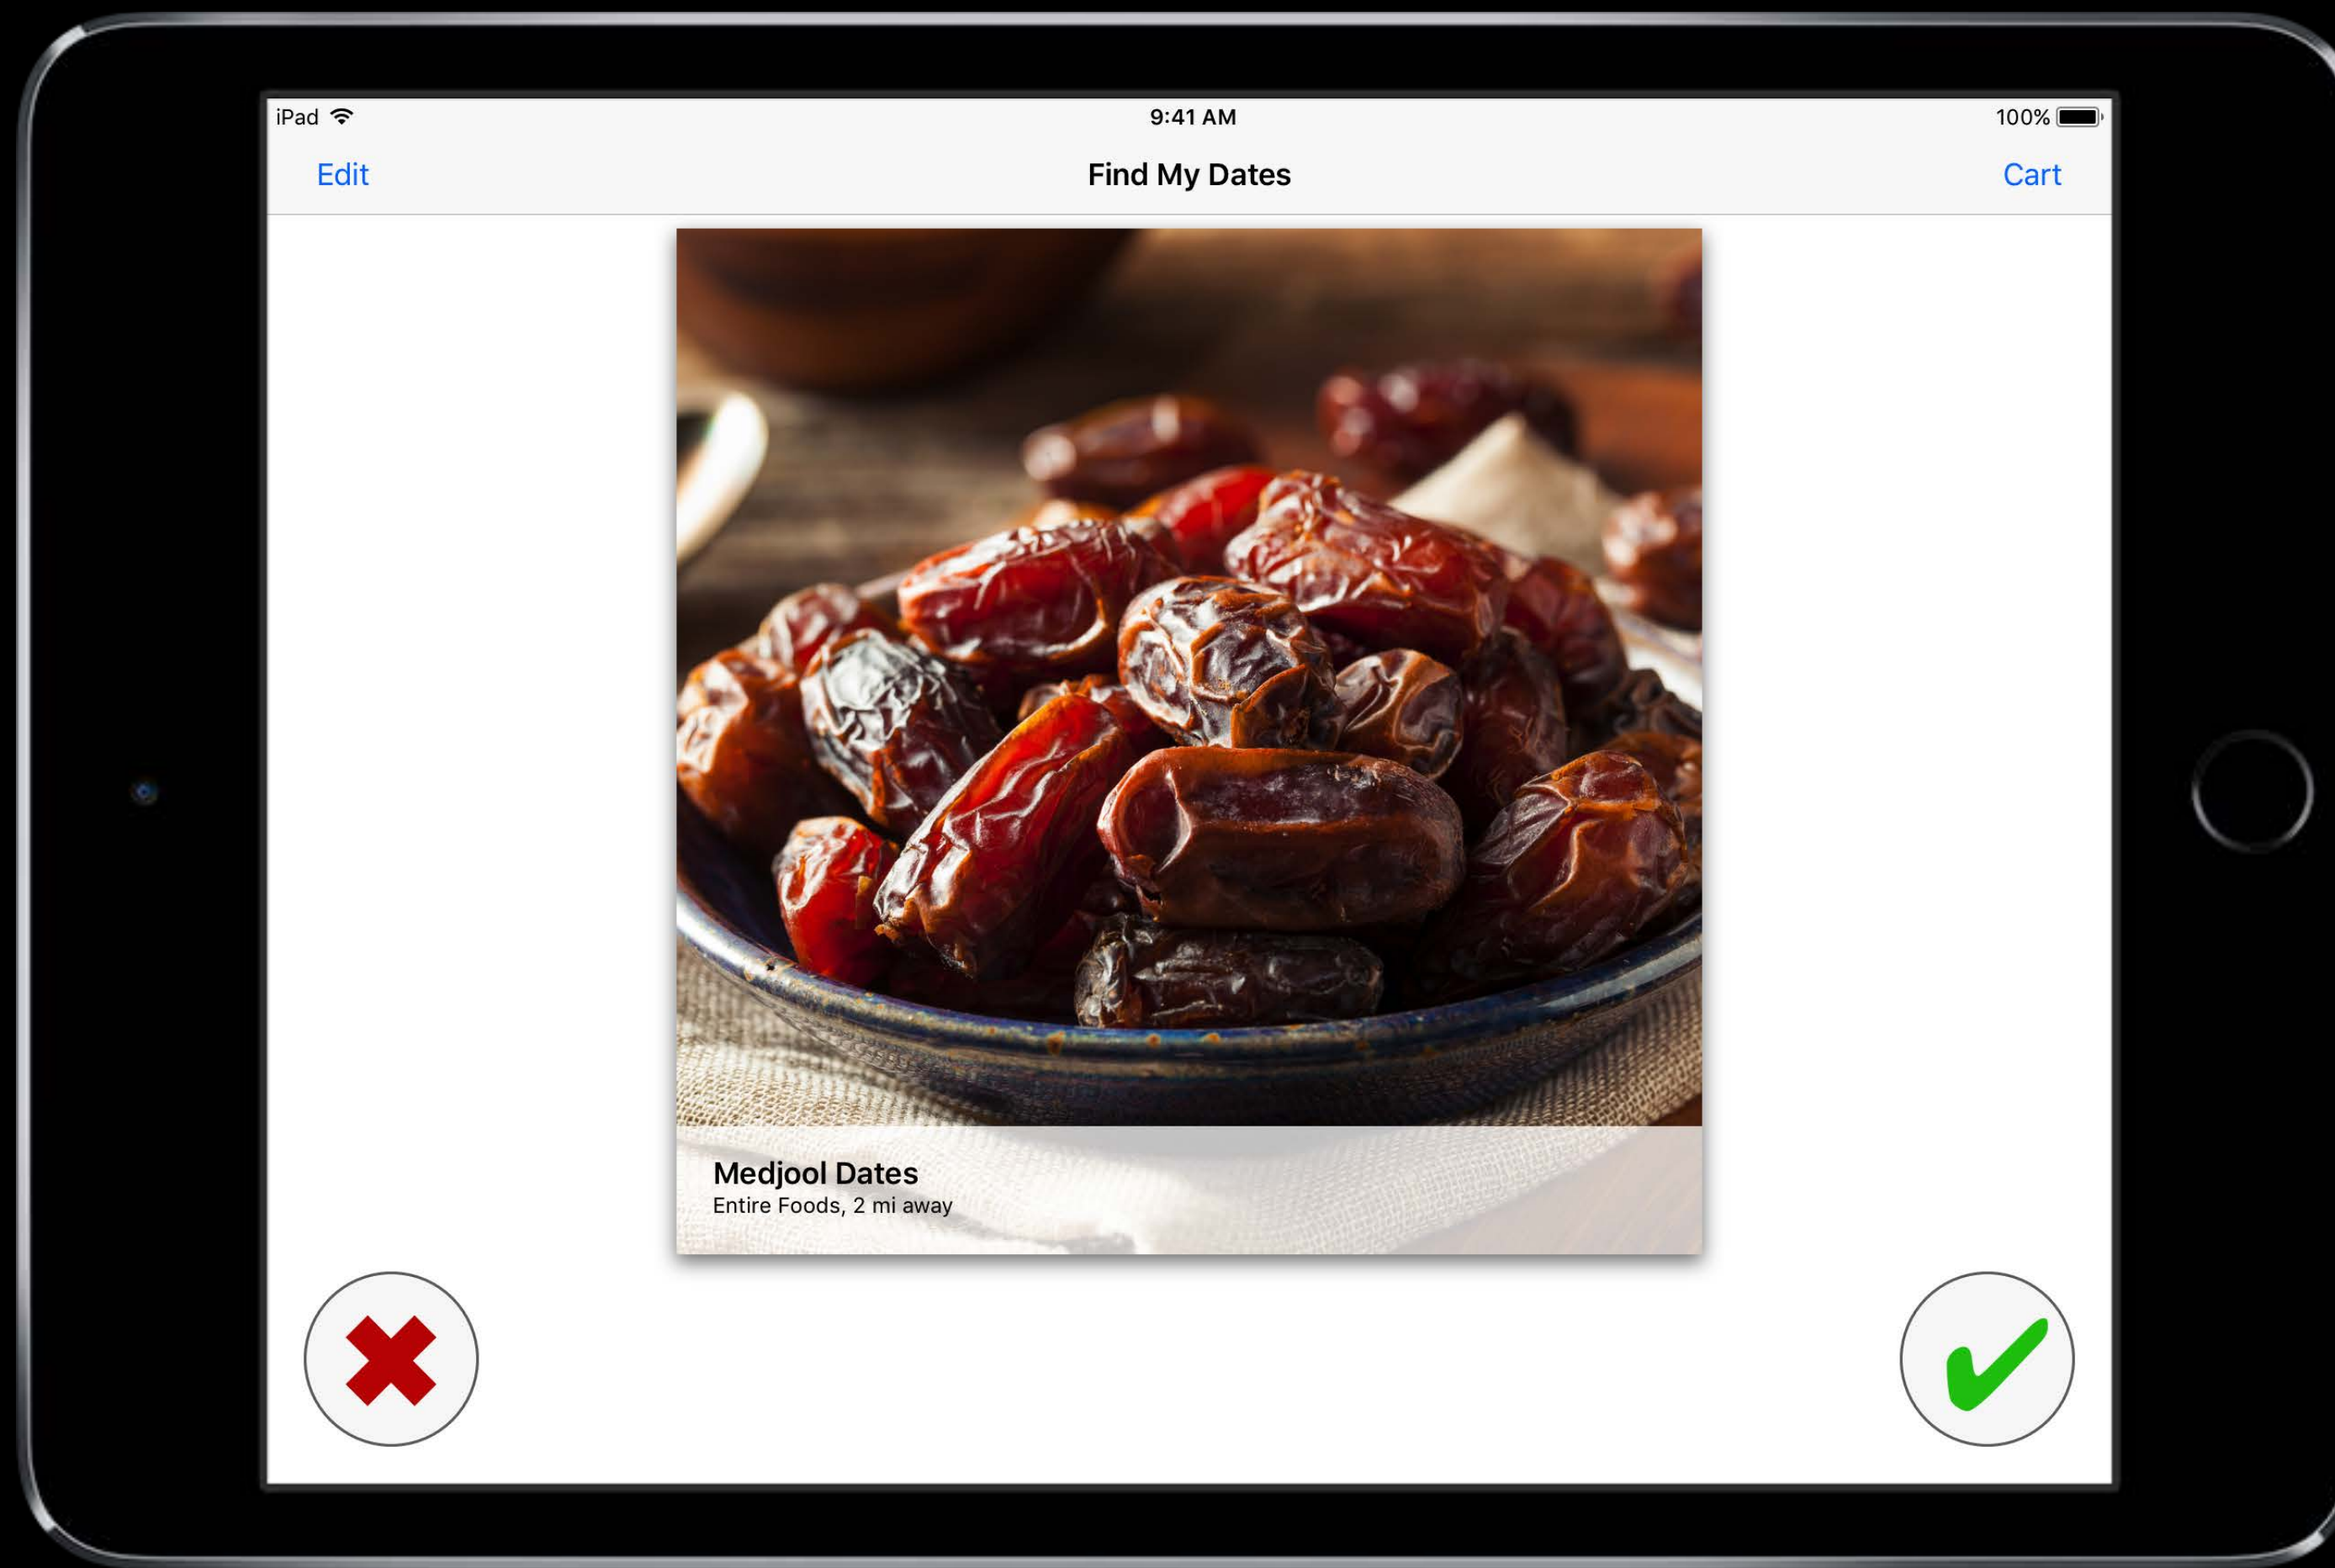 iPad 9:41 AM 100%
Edit Find My Dates Cart
Medjool Dates
Entire Foods, 2 mi away